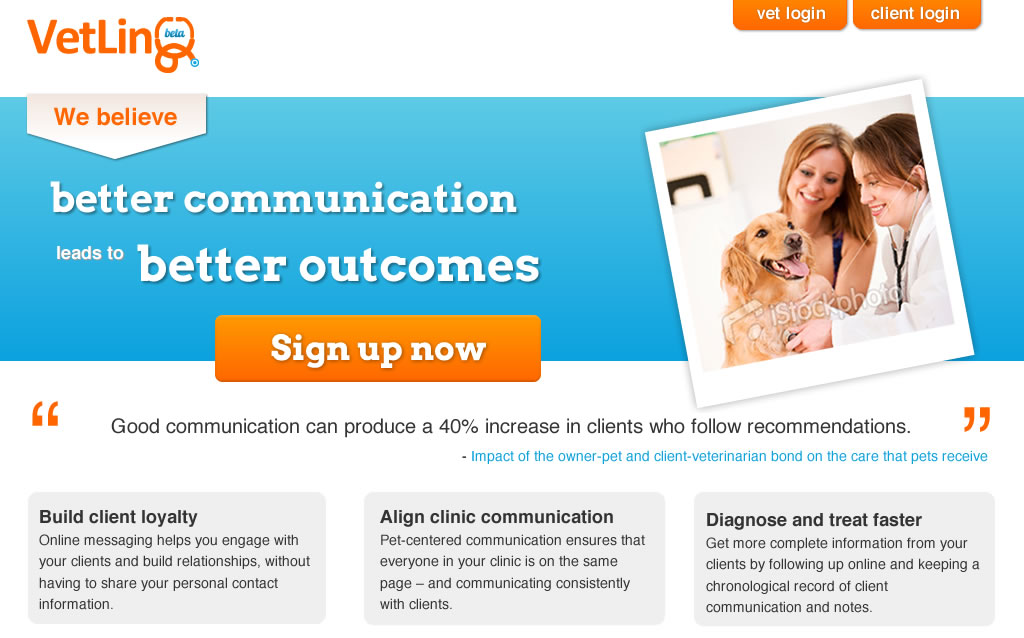 VetLinQ
beta
vet login
client login
We believe
better communication
leads to better outcomes
iStockphoto
Sign up now
“ Good communication can produce a 40% increase in clients who follow recommendations. ”
- Impact of the owner-pet and client-veterinarian bond on the care that pets receive
Build client loyalty
Online messaging helps you engage with
your clients and build relationships, without
having to share your personal contact
information.
Align clinic communication
Pet-centered communication ensures that
everyone in your clinic is on the same
page – and communicating consistently
with clients.
Diagnose and treat faster
Get more complete information from your
clients by following up online and keeping a
chronological record of client
communication and notes.